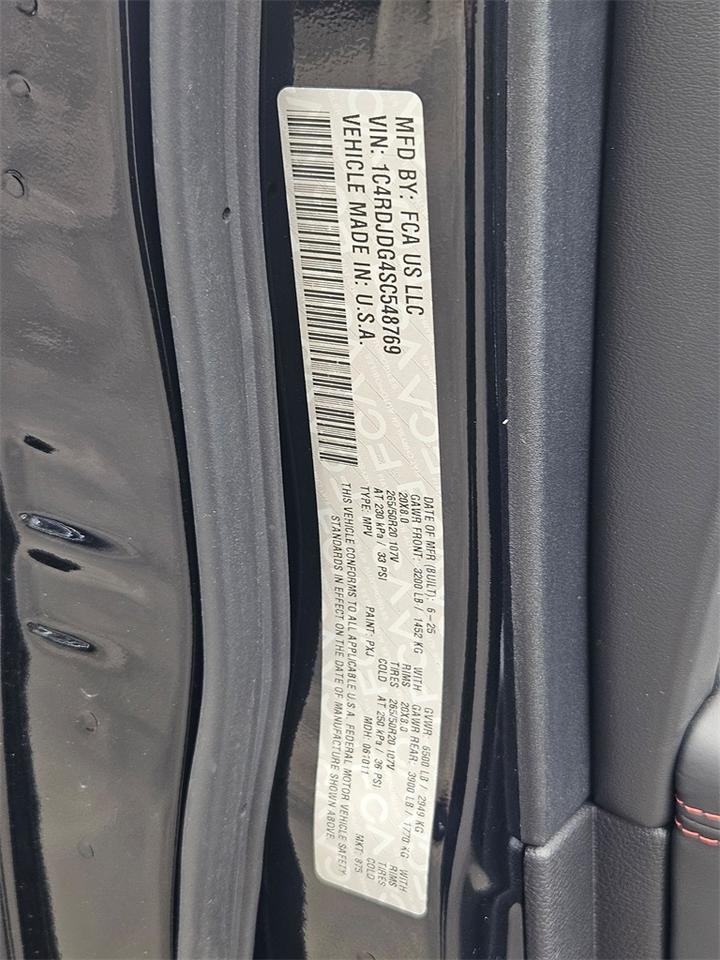 MFD BY: FCA US LLC
VIN: 1C4RDJDG4SC548769
VEHICLE MADE IN: U.S.A.
DATE OF MFR (BUILT): 6-25 GVWR: 6500 LB / 2949 KG
GAWR FRONT: 3200 LB / 1452 KG WITH GAWR REAR: 3900 LB / 1770 KG WITH
20X8.0 RIMS 20X8.0 RIMS
265/50R20 107V TIRES 265/50R20 107V TIRES
AT 230 kPa / 33 PSI COLD AT 250 kPa / 36 PSI COLD
TYPE: MPV PAINT: PXJ MDH: 061011 MKT: 875
THIS VEHICLE CONFORMS TO ALL APPLICABLE U.S.A. FEDERAL MOTOR VEHICLE SAFETY
STANDARDS IN EFFECT ON THE DATE OF MANUFACTURE SHOWN ABOVE.